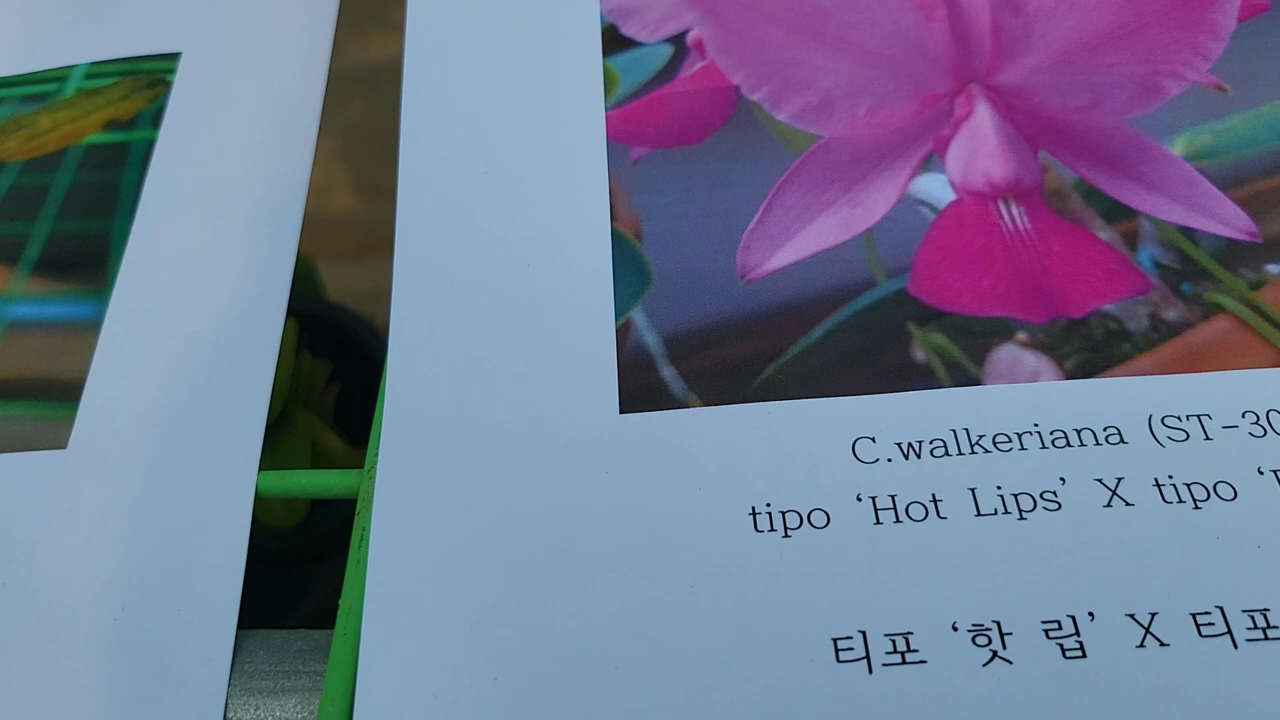 C.walkeriana (ST-30
tipo ‘Hot Lips’ X tipo
티포 ‘핫 립’ X 티포